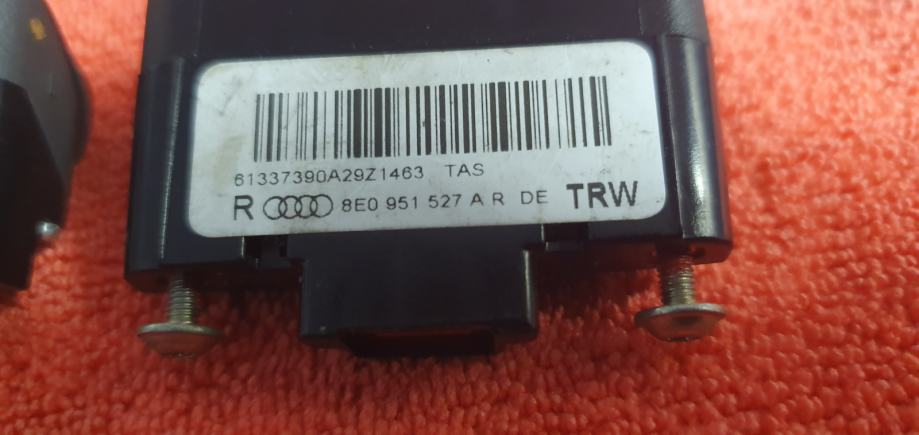 61337390A29Z1463 TAS
R 8E0 951 527 A R DE TRW